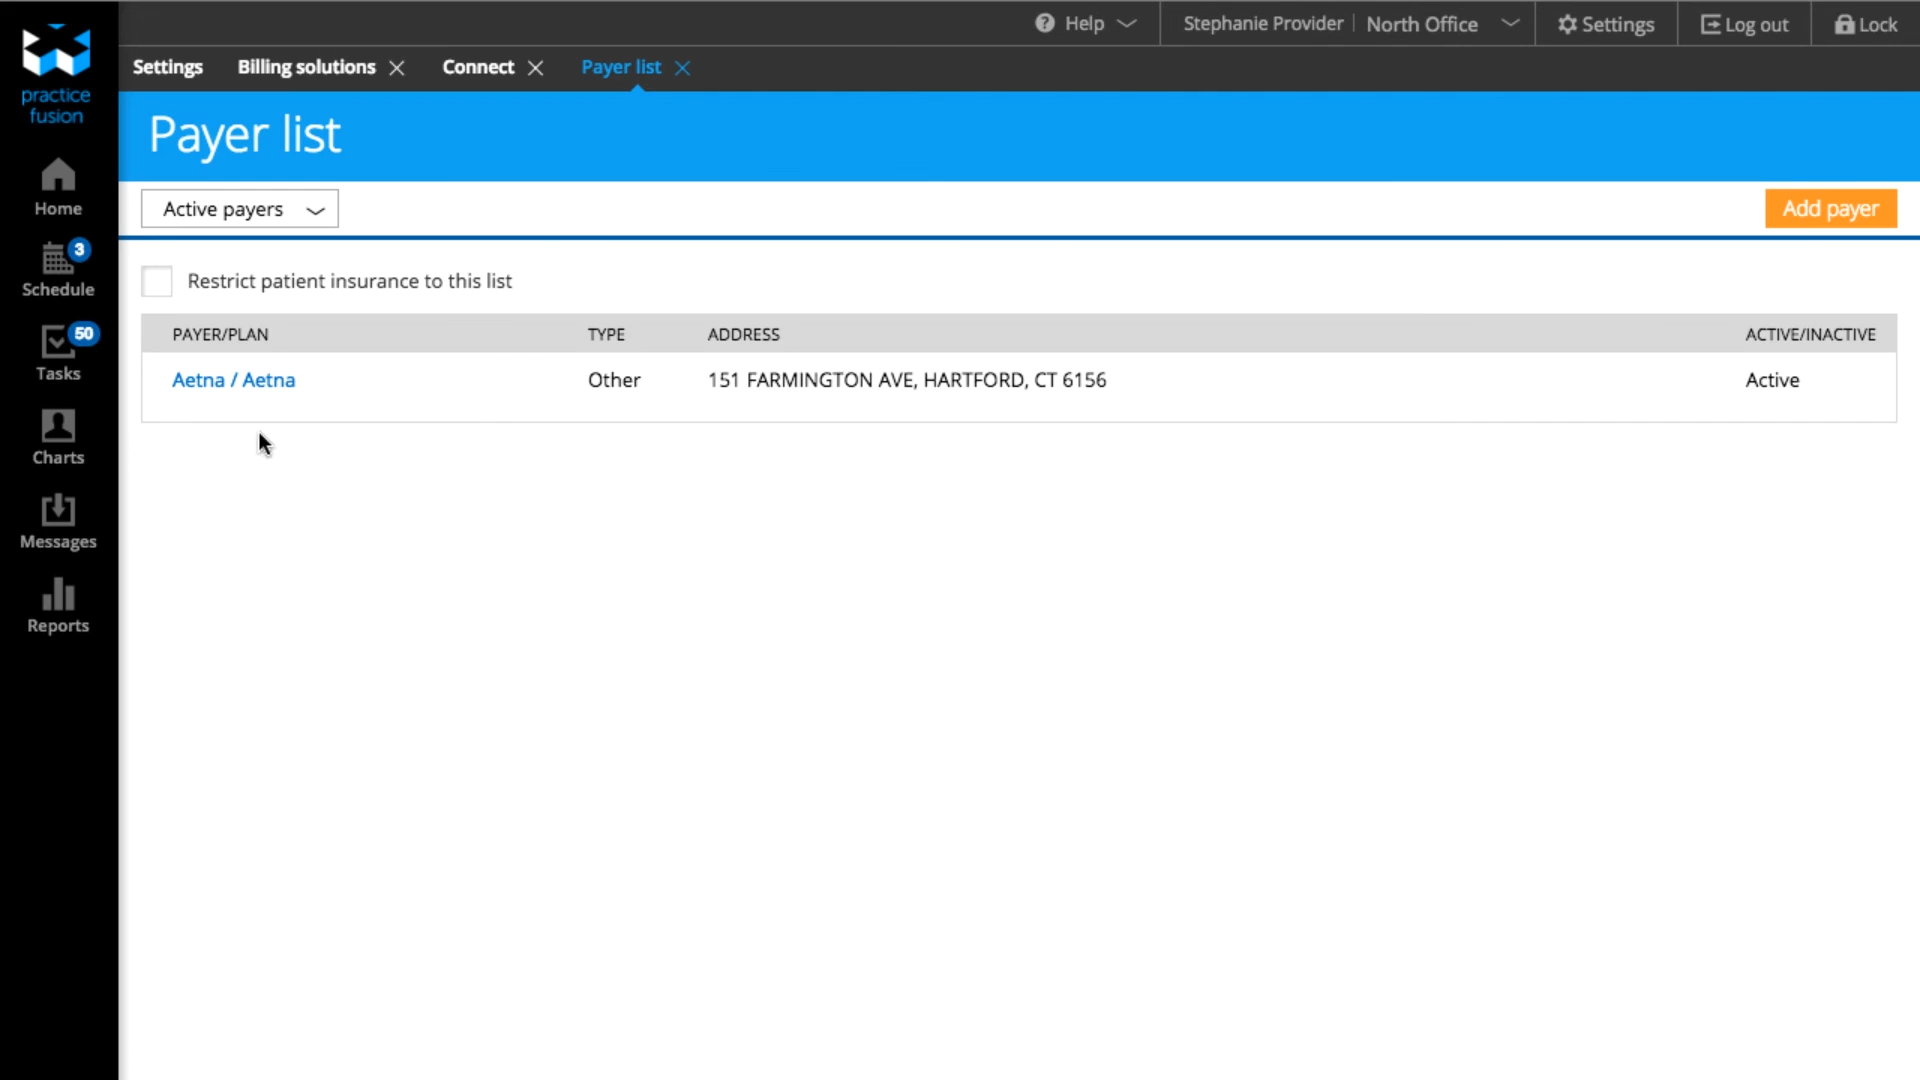 Help
Stephanie Provider
North Office
Settings
Log out
Lock
Settings
Billing solutions
Connect
Payer list
practice
fusion
Payer list
Home
Active payers
Add payer
3
Schedule
Restrict patient insurance to this list
50
Tasks
PAYER/PLAN TYPE ADDRESS ACTIVE/INACTIVE
Aetna / Aetna Other 151 FARMINGTON AVE, HARTFORD, CT 6156 Active
Charts
Messages
Reports